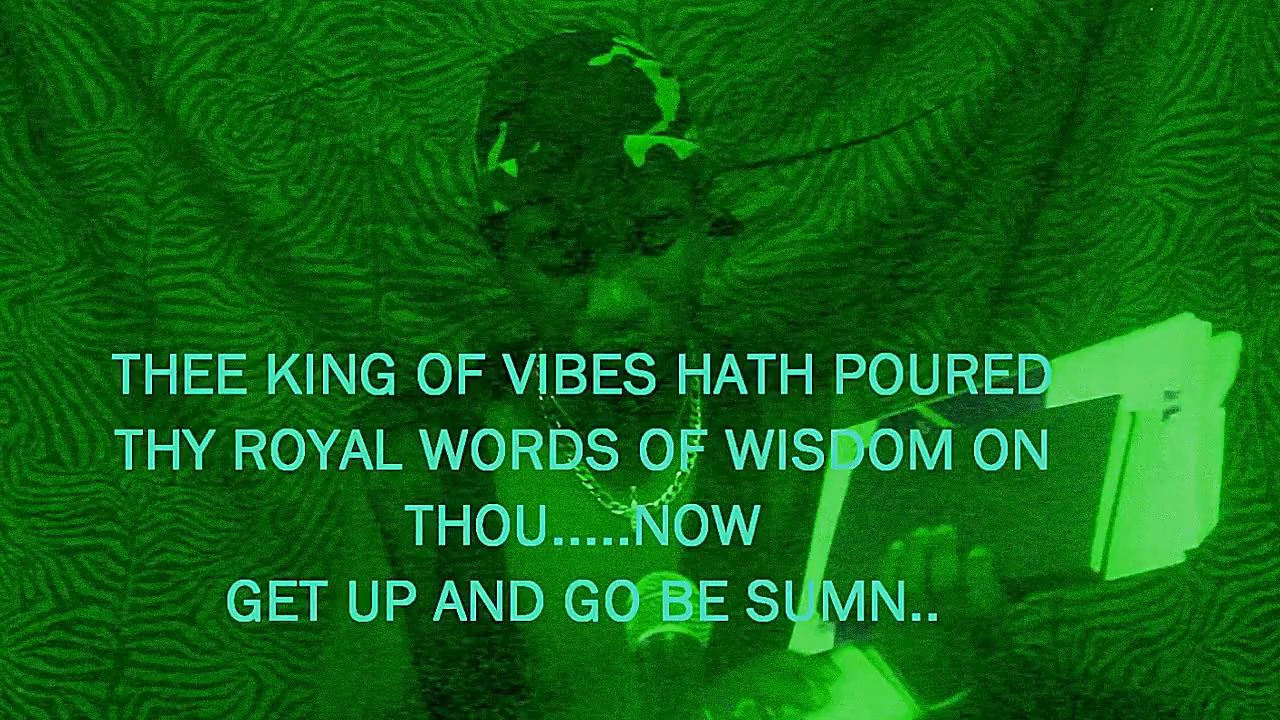 THEE KING OF VIBES HATH POURED
THY ROYAL WORDS OF WISDOM ON
THOU.....NOW
GET UP AND GO BE SUMN..